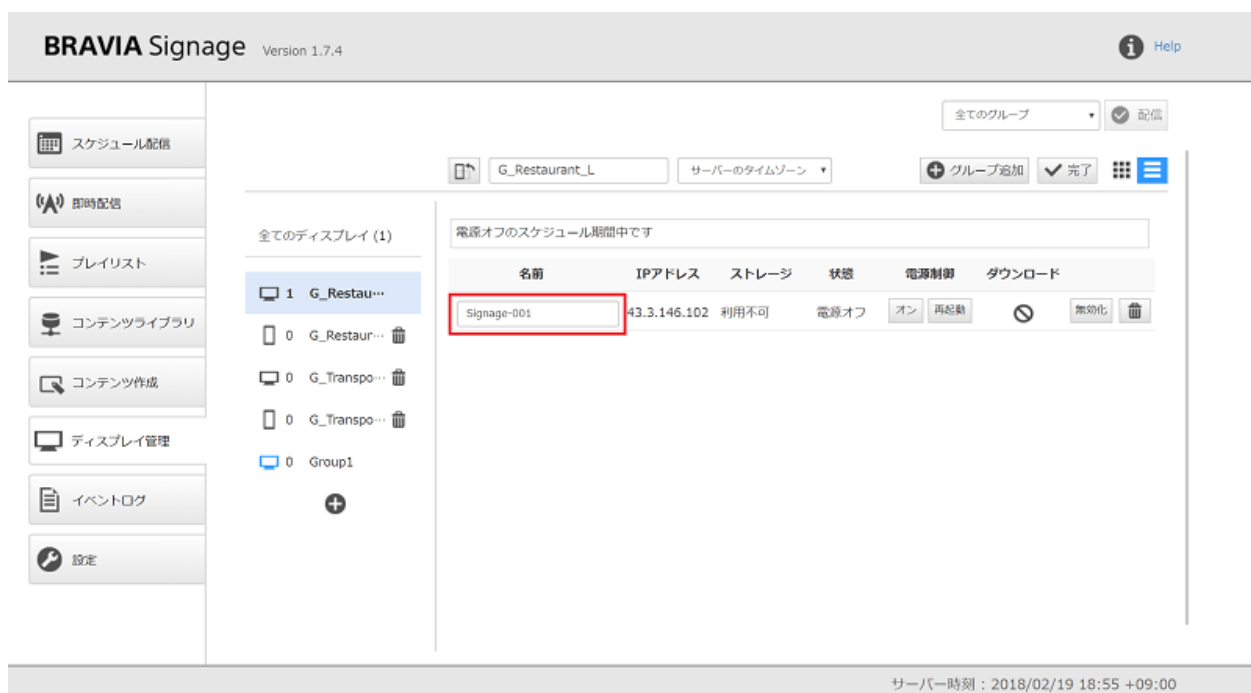 BRAVIA Signage Version 1.7.4
Help
全てのグループ
配信
スケジュール配信
即時配信
プレイリスト
コンテンツライブラリ
コンテンツ作成
ディスプレイ管理
イベントログ
設定
G_Restaurant_L
サーバーのタイムゾーン
グループ追加
完了
全てのディスプレイ (1)
1 G_Restau…
0 G_Restaur…
0 G_Transpo…
0 G_Transpo…
0 Group1
電源オフのスケジュール期間中です
名前 IPアドレス ストレージ 状態 電源制御 ダウンロード
Signage-001 43.3.146.102 利用不可 電源オフ オン 再起動 無効化
サーバー時刻 : 2018/02/19 18:55 +09:00